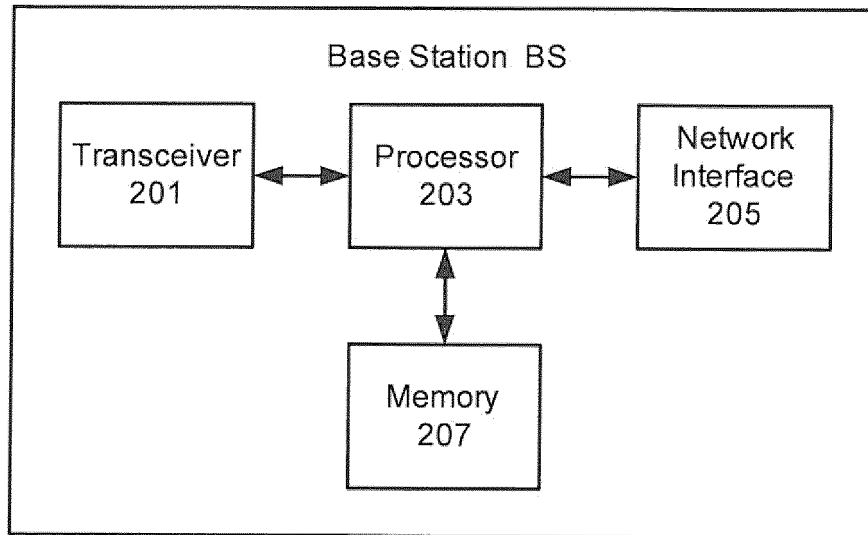 Base Station BS
Transceiver
201
Processor
203
Network
Interface
205
Memory
207